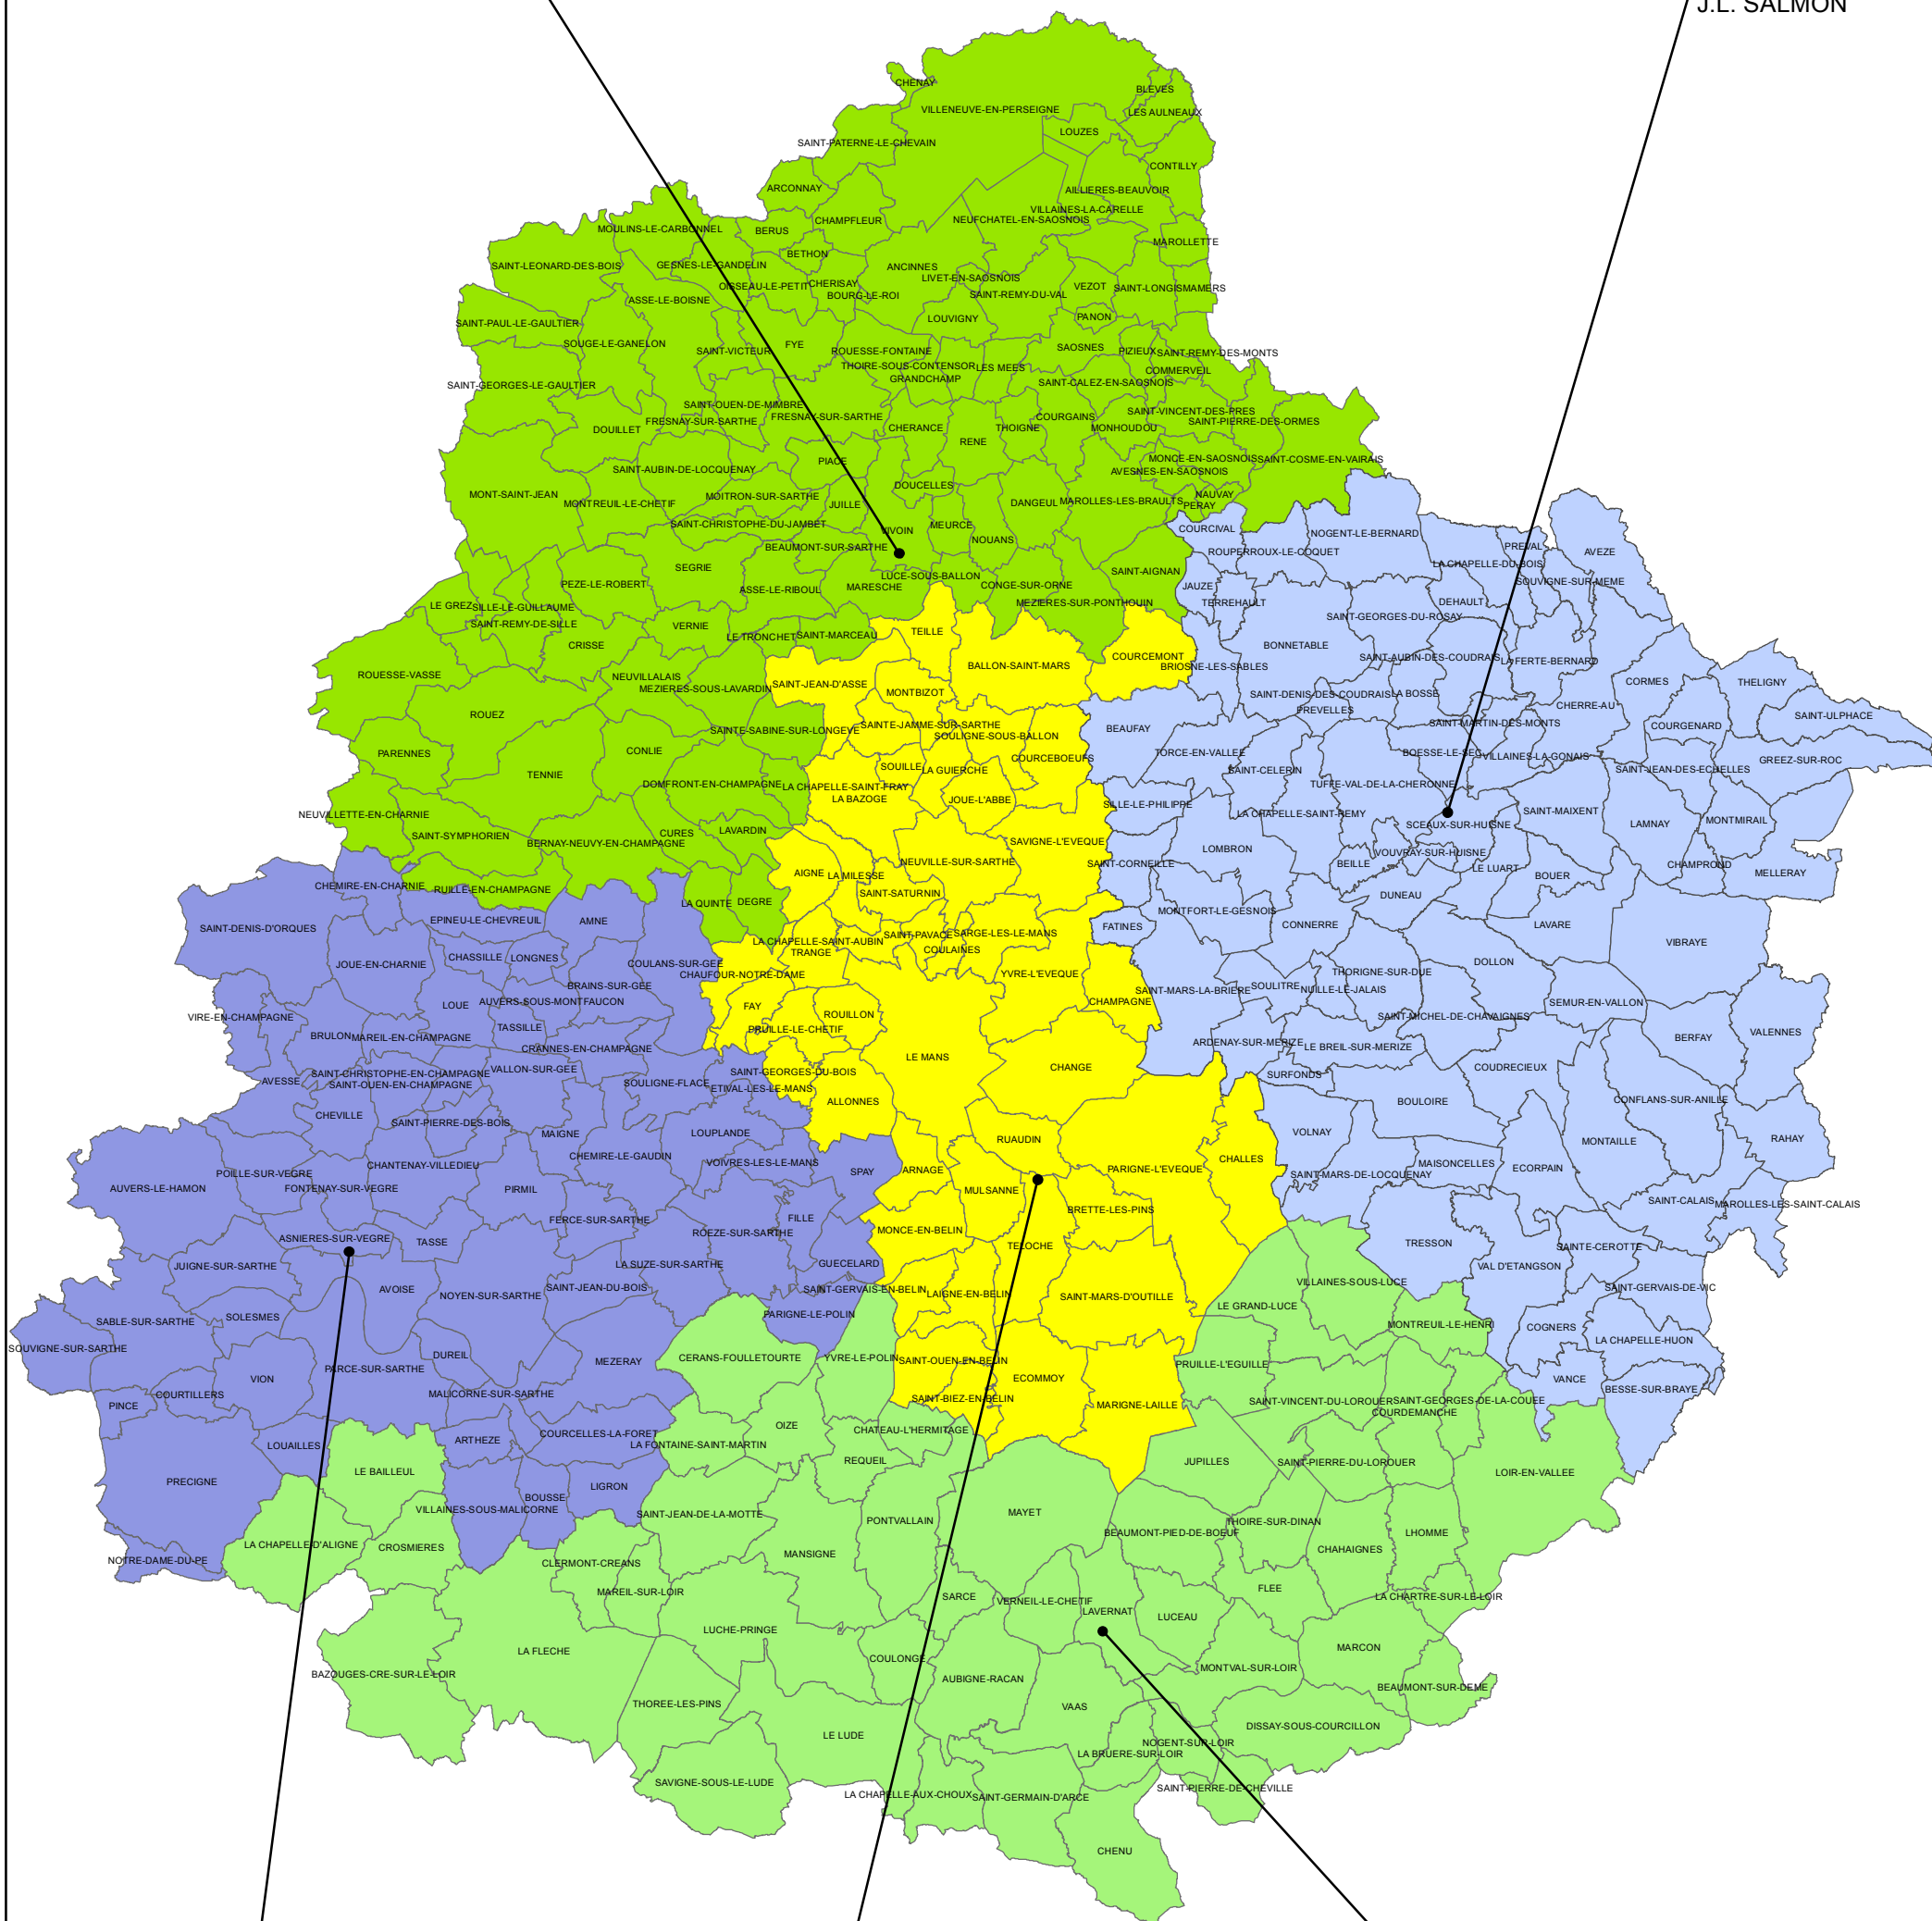 J.L. SALMON
CHENAY
BLEVES
VILLENEUVE-EN-PERSEIGNE
LES AULNEAUX
LOUZES
SAINT-PATERNE-LE-CHEVAIN
CONTILLY
ARCONNAY
AILLIERES-BEAUVOIR
VILLAINES-LA-CARELLE
CHAMPFLEUR
NEUFCHATEL-EN-SAOSNOIS
MOULINS-LE-CARBONNEL
BERUS
MAROLLETTE
BETHON
SAINT-LEONARD-DES-BOIS
GESNES-LE-GANDELIN
ANCINNES
LIVET-EN-SAOSNOIS
OISSEAU-LE-PETIT
CHERISAY
BOURG-LE-ROI
SAINT-REMY-DU-VAL
VEZOT
SAINT-LONGIS
MAMERS
ASSE-LE-BOISNE
LOUVIGNY
PANON
SAINT-PAUL-LE-GAULTIER
SOUGE-LE-GANELON
SAINT-VICTEUR
FYE
ROUESSE-FONTAINE
SAOSNES
PIZIEUX
SAINT-REMY-DES-MONTS
THOIRE-SOUS-CONTENSOR
LES MEES
COMMERVEIL
GRANDCHAMP
SAINT-GEORGES-LE-GAULTIER
SAINT-CALEZ-EN-SAOSNOIS
SAINT-OUEN-DE-MIMBRE
FRESNAY-SUR-SARTHE
FRESNAY-SUR-SARTHE
COURGAINS
SAINT-VINCENT-DES-PRES
SAINT-PIERRE-DES-ORMES
DOUILLET
CHERANCE
THOIGNE
MONHOUDOU
RENE
PIACE
MONCE-EN-SAOSNOIS
SAINT-COSME-EN-VAIRAIS
SAINT-AUBIN-DE-LOCQUENAY
AVESNES-EN-SAOSNOIS
DOUCELLES
MONT-SAINT-JEAN
MONTREUIL-LE-CHETIF
MOITRON-SUR-SARTHE
JUILLE
DANGEUL
MAROLLES-LES-BRAULTS
NAUVAY
PERAY
SAINT-CHRISTOPHE-DU-JAMBET
VIVOIN
MEURCE
COURCIVAL
NOGENT-LE-BERNARD
NOUANS
BEAUMONT-SUR-SARTHE
ROUPERROUX-LE-COQUET
PREVAL
AVEZE
SEGRIE
LUCE-SOUS-BALLON
SAINT-AIGNAN
LA CHAPELLE-DU-BOIS
PEZE-LE-ROBERT
ASSE-LE-RIBOUL
MARESCHE
CONGE-SUR-ORNE
JAUZE
SOUVIGNE-SUR-MEME
LE GREZ
SILLE-LE-GUILLAUME
MEZIERES-SUR-PONTHOUIN
TERREHAULT
DEHAULT
SAINT-REMY-DE-SILLE
VERNIE
LE TRONCHET
SAINT-MARCEAU
TEILLE
SAINT-GEORGES-DU-ROSAY
CRISSE
BONNETABLE
COURCEMONT
BRIOSNE-LES-SABLES
SAINT-AUBIN-DES-COUDRAIS
LA FERTE-BERNARD
ROUESSE-VASSE
NEUVILLALAIS
MEZIERES-SOUS-LAVARDIN
SAINT-JEAN-D'ASSE
BALLON-SAINT-MARS
MONTBIZOT
SAINT-DENIS-DES-COUDRAIS
LA BOSSE
CORMES
THELIGNY
ROUEZ
PREVELLES
CHERRE-AU
SAINT-ULPHACE
SAINTE-SABINE-SUR-LONGEVE
SAINTE-JAMME-SUR-SARTHE
SOULIGNE-SOUS-BALLON
BEAUFAY
SAINT-MARTIN-DES-MONTS
COURGENARD
PARENNES
CONLIE
COURCEBOEUFS
TORCE-EN-VALLEE
BOESSE-LE-SEC
VILLAINES-LA-GONAIS
GREEZ-SUR-ROC
TENNIE
SOUILLE
LA GUIERCHE
SAINT-CELERIN
SAINT-JEAN-DES-ECHELLES
DOMFRONT-EN-CHAMPAGNE
LA CHAPELLE-SAINT-FRAY
TUFFE-VAL-DE-LA-CHERONNE
LA BAZOGE
JOUE-L'ABBE
SILLE-LE-PHILIPPE
NEUVILLETTE-EN-CHARNIE
LA CHAPELLE-SAINT-REMY
SAINT-MAIXENT
LAMNAY
MONTMIRAIL
SAINT-SYMPHORIEN
BERNAY-NEUVY-EN-CHAMPAGNE
CURES
LAVARDIN
SAVIGNE-L'EVEQUE
SCEAUX-SUR-HUISNE
LOMBRON
VOUVRAY-SUR-HUISNE
NEUVILLE-SUR-SARTHE
SAINT-CORNEILLE
BEILLE
LE LUART
CHAMPROND
MELLERAY
CHEMIRE-EN-CHARNIE
RUILLE-EN-CHAMPAGNE
AIGNE
LA MILESSE
BOUER
SAINT-SATURNIN
DUNEAU
LA QUINTE
DEGRE
MONTFORT-LE-GESNOIS
SAINT-DENIS-D'ORQUES
EPINEU-LE-CHEVREUIL
AMNE
FATINES
CONNERRE
LAVARE
LA CHAPELLE-SAINT-AUBIN
SAINT-PAVACE
SARGE-LES-LE-MANS
VIBRAYE
TRANGE
COULAINES
CHASSILLE
LONGNES
JOUE-EN-CHARNIE
COULANS-SUR-GEE
CHAUFOUR-NOTRE-DAME
YVRE-L'EVEQUE
THORIGNE-SUR-DUE
DOLLON
BRAINS-SUR-GEE
SAINT-MARS-LA-BRIERE
SOULITRE
NUILLE-LE-JALAIS
LOUE
AUVERS-SOUS-MONTFAUCON
FAY
ROUILLON
CHAMPAGNE
SEMUR-EN-VALLON
VIRE-EN-CHAMPAGNE
TASSILLE
PRUILLE-LE-CHETIF
SAINT-MICHEL-DE-CHAVAIGNES
BRULON
MAREIL-EN-CHAMPAGNE
BERFAY
VALENNES
CRANNES-EN-CHAMPAGNE
LE MANS
ARDENAY-SUR-MERIZE
LE BREIL-SUR-MERIZE
CHANGE
COUDRECIEUX
SAINT-CHRISTOPHE-EN-CHAMPAGNE
VALLON-SUR-GEE
SAINT-GEORGES-DU-BOIS
SURFONDS
AVESSE
SAINT-OUEN-EN-CHAMPAGNE
SOULIGNE-FLACE
ETIVAL-LES-LE-MANS
ALLONNES
BOULOIRE
CONFLANS-SUR-ANILLE
CHEVILLE
SAINT-PIERRE-DES-BOIS
MAIGNE
LOUPLANDE
RUAUDIN
VOLNAY
MONTAILLE
RAHAY
CHEMIRE-LE-GAUDIN
CHALLES
POILLE-SUR-VEGRE
CHANTENAY-VILLEDIEU
VOIVRES-LES-LE-MANS
SPAY
ARNAGE
PARIGNE-L'EVEQUE
MAISONCELLES
ECORPAIN
SAINT-MARS-DE-LOCQUENAY
AUVERS-LE-HAMON
FONTENAY-SUR-VEGRE
PIRMIL
MULSANNE
SAINT-CALAIS
MAROLLES-LES-SAINT-CALAIS
BRETTE-LES-PINS
FERCE-SUR-SARTHE
FILLE
ROEZE-SUR-SARTHE
MONCE-EN-BELIN
ASNIERES-SUR-VEGRE
TASSE
TELOCHE
TRESSON
SAINTE-CEROTTE
JUIGNE-SUR-SARTHE
LA SUZE-SUR-SARTHE
GUECELARD
VAL D'ETANGSON
AVOISE
SAINT-JEAN-DU-BOIS
SAINT-GERVAIS-EN-BELIN
VILLAINES-SOUS-LUCE
SAINT-GERVAIS-DE-VIC
NOYEN-SUR-SARTHE
LAIGNE-EN-BELIN
SAINT-MARS-D'OUTILLE
LE GRAND-LUCE
SABLE-SUR-SARTHE
SOLESMES
PARIGNE-LE-POLIN
MONTREUIL-LE-HENRI
COGNERS
LA CHAPELLE-HUON
SOUVIGNE-SUR-SARTHE
DUREIL
MEZERAY
CERANS-FOULLETOURTE
YVRE-LE-POLIN
SAINT-OUEN-EN-BELIN
PRUILLE-L'EGUILLE
PARCE-SUR-SARTHE
VION
ECOMMOY
VANCE
BESSE-SUR-BRAYE
COURTILLERS
MALICORNE-SUR-SARTHE
SAINT-BIEZ-EN-BELIN
MARIGNE-LAILLE
SAINT-VINCENT-DU-LOROUER
SAINT-GEORGES-DE-LA-COUEE
PINCE
COURDEMANCHE
OIZE
CHATEAU-L'HERMITAGE
LOUAILLES
ARTHEZE
COURCELLES-LA-FORET
LA FONTAINE-SAINT-MARTIN
REQUEIL
JUPILLES
SAINT-PIERRE-DU-LOROUER
LE BAILLEUL
LOIR-EN-VALLEE
PRECIGNE
LIGRON
BOUSSE
VILLAINES-SOUS-MALICORNE
SAINT-JEAN-DE-LA-MOTTE
MAYET
PONTVALLAIN
THOIRE-SUR-DINAN
BEAUMONT-PIED-DE-BOEUF
LHOMME
LA CHAPELLE-D'ALIGNE
CROSMIERES
MANSIGNE
CHAHAIGNES
NOTRE-DAME-DU-PE
CLERMONT-CREANS
MAREIL-SUR-LOIR
SARCE
VERNEIL-LE-CHETIF
FLEE
LA CHARTRE-SUR-LE-LOIR
LAVERNAT
LUCEAU
LUCHE-PRINGE
MARCON
LA FLECHE
COULONGE
MONTVAL-SUR-LOIR
BAZOUGES-CRE-SUR-LE-LOIR
AUBIGNE-RACAN
BEAUMONT-SUR-DEME
THOREE-LES-PINS
VAAS
DISSAY-SOUS-COURCILLON
LE LUDE
NOGENT-SUR-LOIR
LA BRUERE-SUR-LOIR
SAVIGNE-SOUS-LE-LUDE
SAINT-PIERRE-DE-CHEVILLE
LA CHAPELLE-AUX-CHOUX
SAINT-GERMAIN-D'ARCE
CHENU